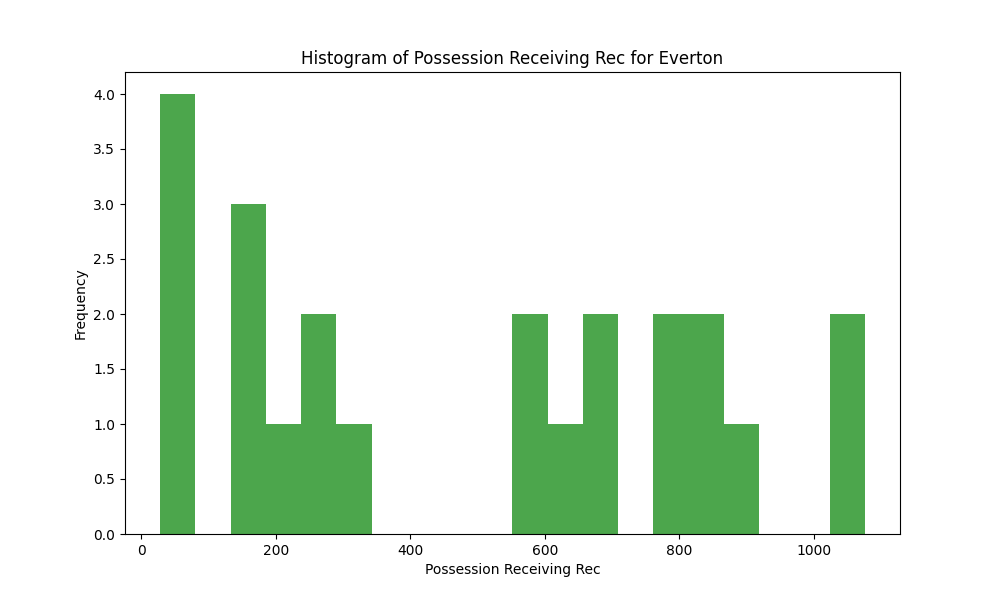 Histogram of Possession Receiving Rec for Everton
4.0
3.5
3.0
2.5
2.0
1.5
1.0
0.5
0.0
Frequency
0 200 400 600 800 1000
Possession Receiving Rec